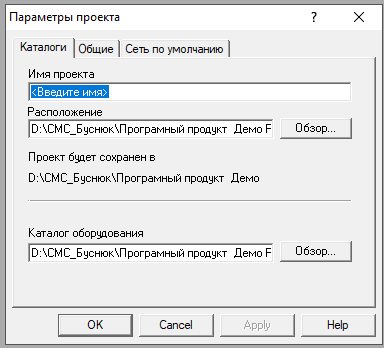 Параметры проекта
Каталоги Общие Сеть по умолчанию
Имя проекта
<Введите имя>
Расположение
D:\СМС_Буснюк\Програмный продукт Демо F
Обзор...
Проект будет сохранен в
D:\СМС_Буснюк\Програмный продукт Демо
Каталог оборудования
D:\СМС_Буснюк\Програмный продукт Демо F
Обзор...
OK Cancel Apply Help